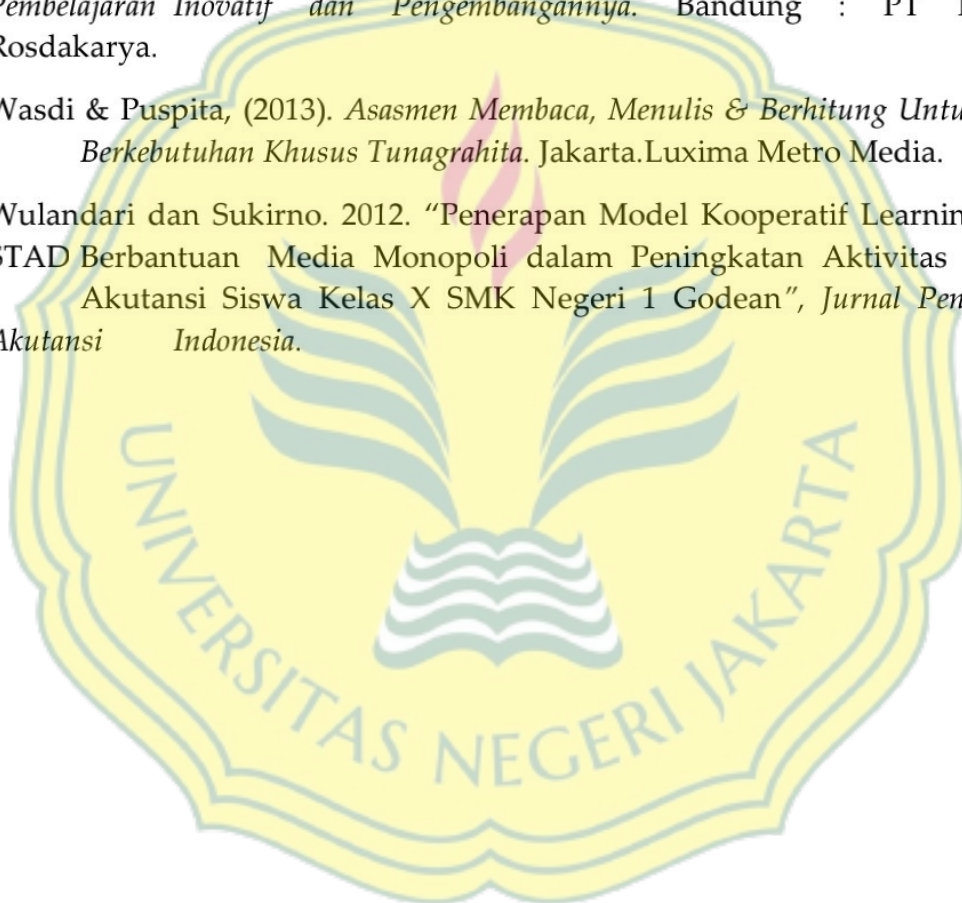 Pembelajaran Inovatif dan Pengembangannya. Bandung : PT
Rosdakarya.
Wasdi & Puspita, (2013). Asasmen Membaca, Menulis & Berhitung Untu
Berkebutuhan Khusus Tunagrahita. Jakarta.Luxima Metro Media.
Wulandari dan Sukirno. 2012. “Penerapan Model Kooperatif Learnin
STAD Berbantuan Media Monopoli dalam Peningkatan Aktivitas
Akutansi Siswa Kelas X SMK Negeri 1 Godean”, Jurnal Pen
Akutansi Indonesia.
UNIVERSITAS NEGERI JAKARTA